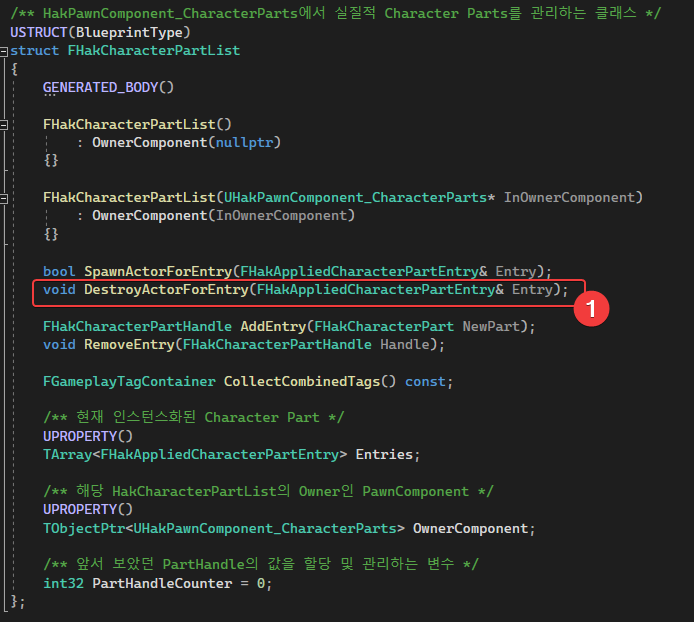 /** HakPawnComponent_CharacterParts에서 실질적 Character Parts를 관리하는 클래스 */
USTRUCT(BlueprintType)
struct FHakCharacterPartList
{
    GENERATED_BODY()

    FHakCharacterPartList()
        : OwnerComponent(nullptr)
    {}

    FHakCharacterPartList(UHakPawnComponent_CharacterParts* InOwnerComponent)
        : OwnerComponent(InOwnerComponent)
    {}

    bool SpawnActorForEntry(FHakAppliedCharacterPartEntry& Entry);
    void DestroyActorForEntry(FHakAppliedCharacterPartEntry& Entry);
1

    FHakCharacterPartHandle AddEntry(FHakCharacterPart NewPart);
    void RemoveEntry(FHakCharacterPartHandle Handle);

    FGameplayTagContainer CollectCombinedTags() const;

    /** 현재 인스턴스화된 Character Part */
    UPROPERTY()
    TArray<FHakAppliedCharacterPartEntry> Entries;

    /** 해당 HakCharacterPartList의 Owner인 PawnComponent */
    UPROPERTY()
    TObjectPtr<UHakPawnComponent_CharacterParts> OwnerComponent;

    /** 앞서 보았던 PartHandle의 값을 할당 및 관리하는 변수 */
    int32 PartHandleCounter = 0;
};